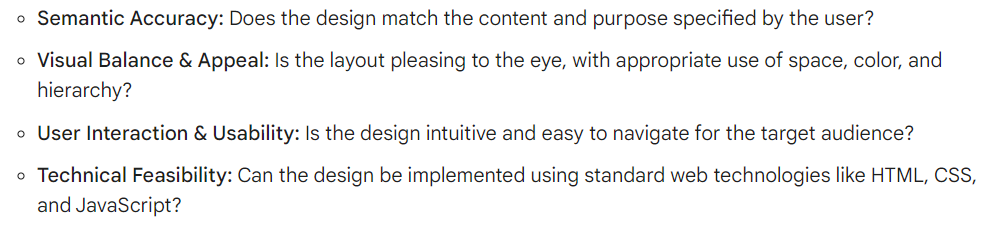 Semantic Accuracy: Does the design match the content and purpose specified by the user?
Visual Balance & Appeal: Is the layout pleasing to the eye, with appropriate use of space, color, and
hierarchy?
User Interaction & Usability: Is the design intuitive and easy to navigate for the target audience?
Technical Feasibility: Can the design be implemented using standard web technologies like HTML, CSS,
and JavaScript?